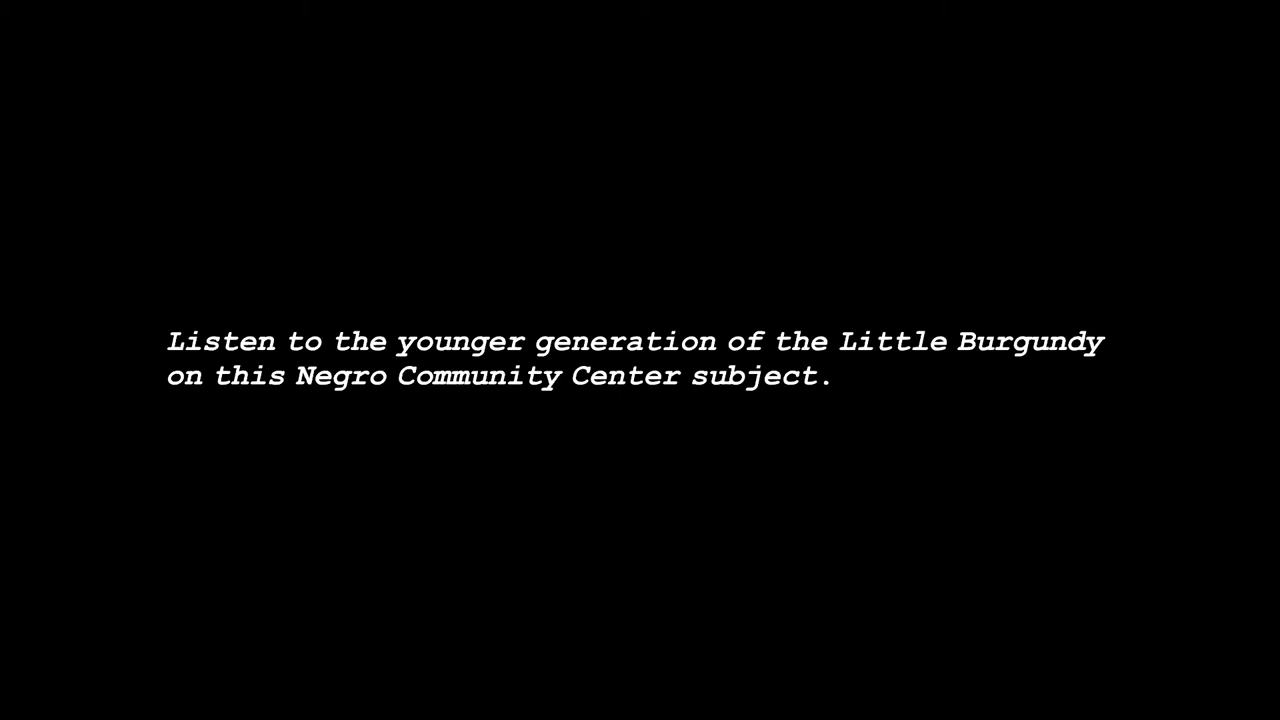 Listen to the younger generation of the Little Burgundy
on this Negro Community Center subject.